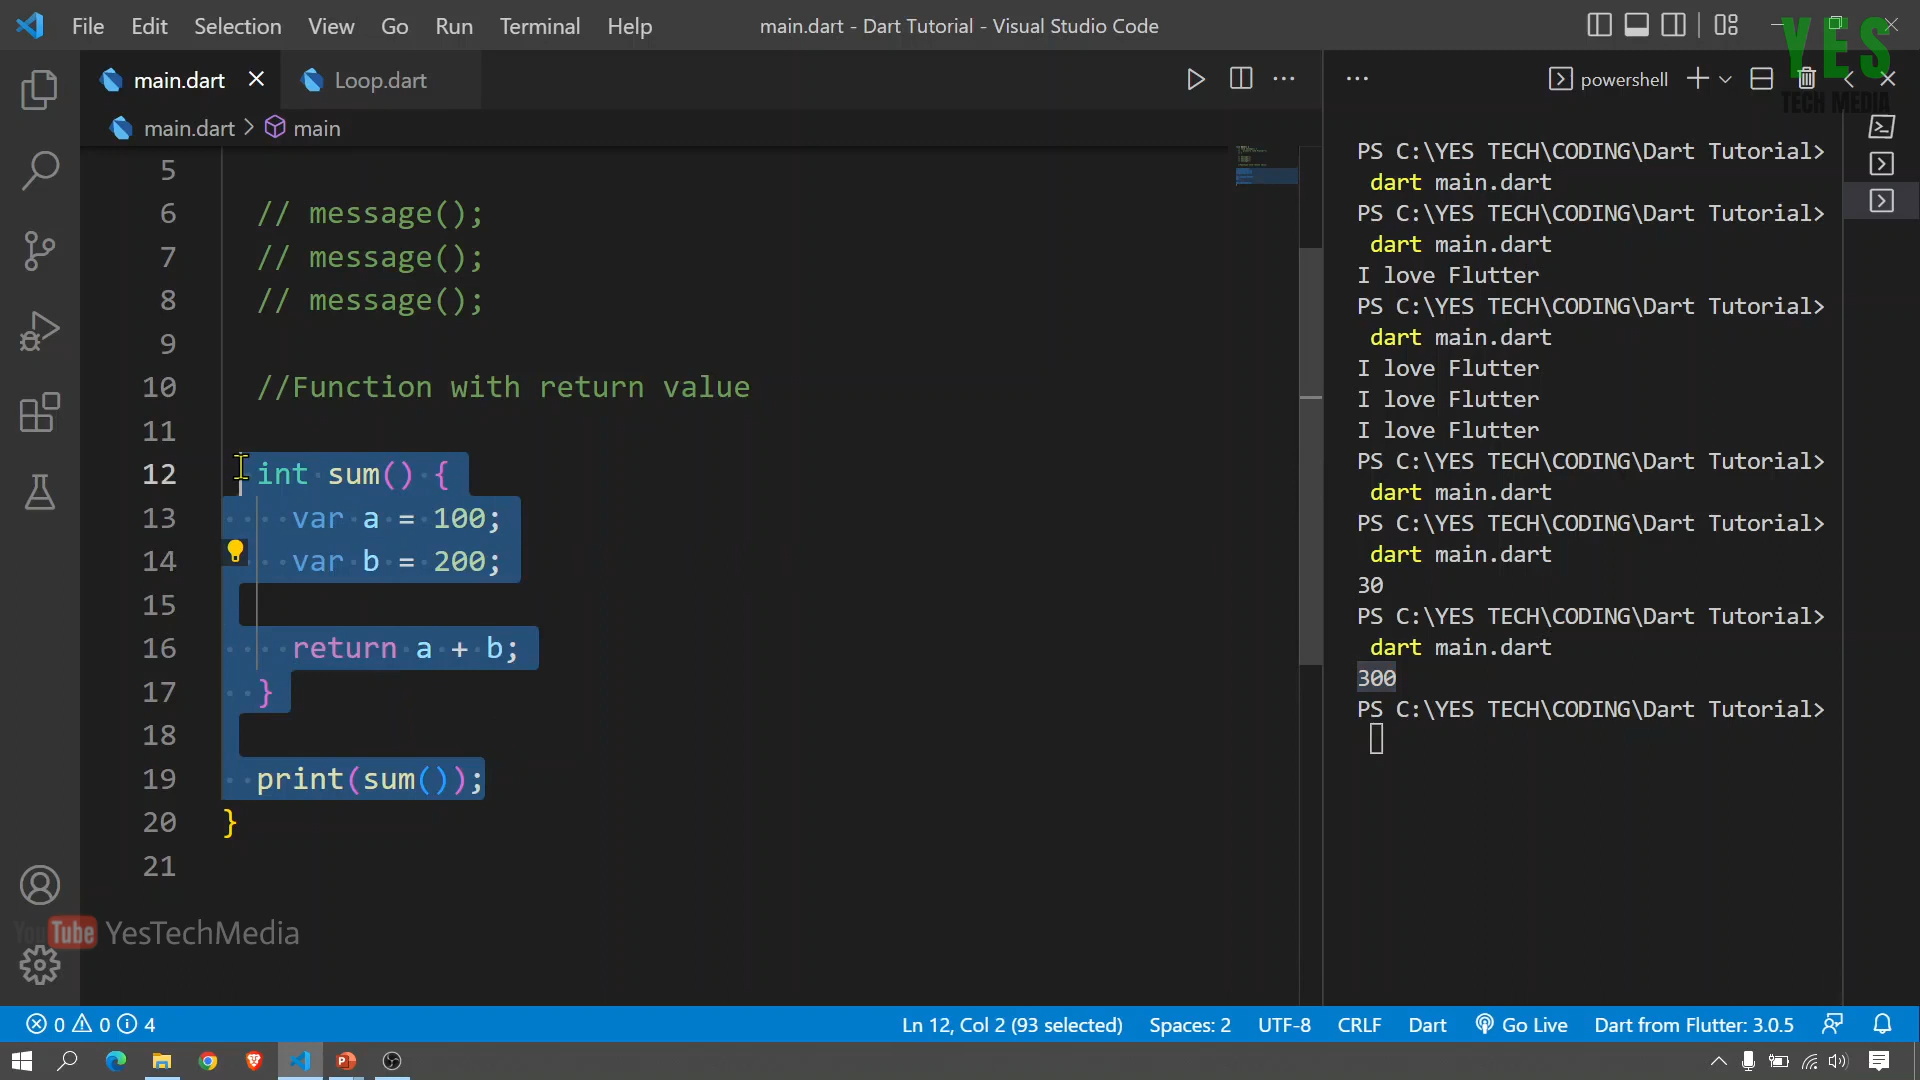 File Edit Selection View Go Run Terminal Help
main.dart - Dart Tutorial - Visual Studio Code
YES
TECH MEDIA
main.dart
Loop.dart
powershell
main.dart > main
5
6 // message();
7 // message();
8 // message();
9
10 //Function with return value
11
12 int sum() {
13 var a = 100;
14 var b = 200;
15
16 return a + b;
17 }
18
19 print(sum());
20 }
21
PS C:\YES TECH\CODING\Dart Tutorial>
dart main.dart
PS C:\YES TECH\CODING\Dart Tutorial>
dart main.dart
I love Flutter
PS C:\YES TECH\CODING\Dart Tutorial>
dart main.dart
I love Flutter
I love Flutter
I love Flutter
PS C:\YES TECH\CODING\Dart Tutorial>
dart main.dart
PS C:\YES TECH\CODING\Dart Tutorial>
dart main.dart
30
PS C:\YES TECH\CODING\Dart Tutorial>
dart main.dart
300
PS C:\YES TECH\CODING\Dart Tutorial>
YouTube YesTechMedia
0 0 4
Ln 12, Col 2 (93 selected) Spaces: 2 UTF-8 CRLF Dart Go Live Dart from Flutter: 3.0.5